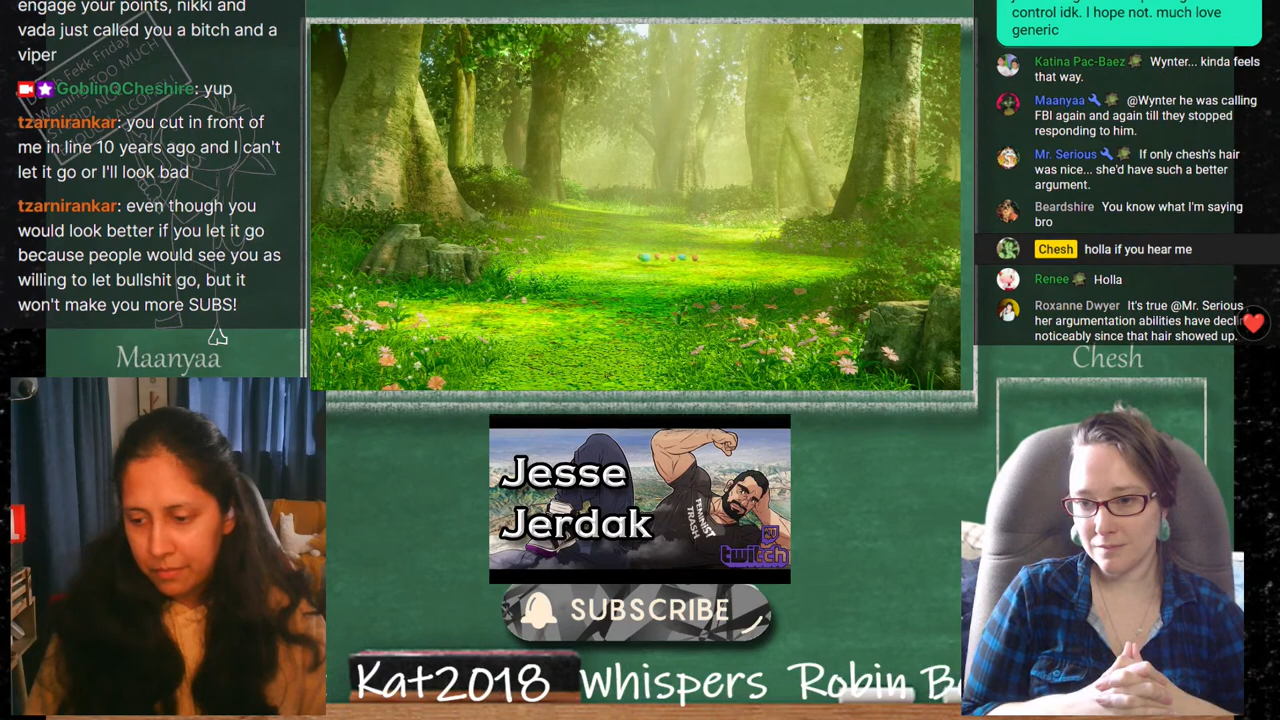 engage your points, nikki and
vada just called you a bitch and a
viper
GoblinQCheshire: yup
tzarnirankar: you cut in front of
me in line 10 years ago and I can't
let it go or I'll look bad
tzarnirankar: even though you
would look better if you let it go
because people would see you as
willing to let bullshit go, but it
won't make you more SUBS!
Maanyaa
Jesse
Jerdak
FEMINIST
TRASH
twitch
SUBSCRIBE
Kat2018 Whispers Robin B
control idk. I hope not. much love
generic
Katina Pac-Baez Wynter... kinda feels
that way.
Maanyaa @Wynter he was calling
FBI again and again till they stopped
responding to him.
Mr. Serious If only chesh's hair
was nice... she'd have such a better
argument.
Beardshire You know what I'm saying
bro
Chesh holla if you hear me
Renee Holla
Roxanne Dwyer It's true @Mr. Serious
her argumentation abilities have decl
noticeably since that hair showed up.
Chesh